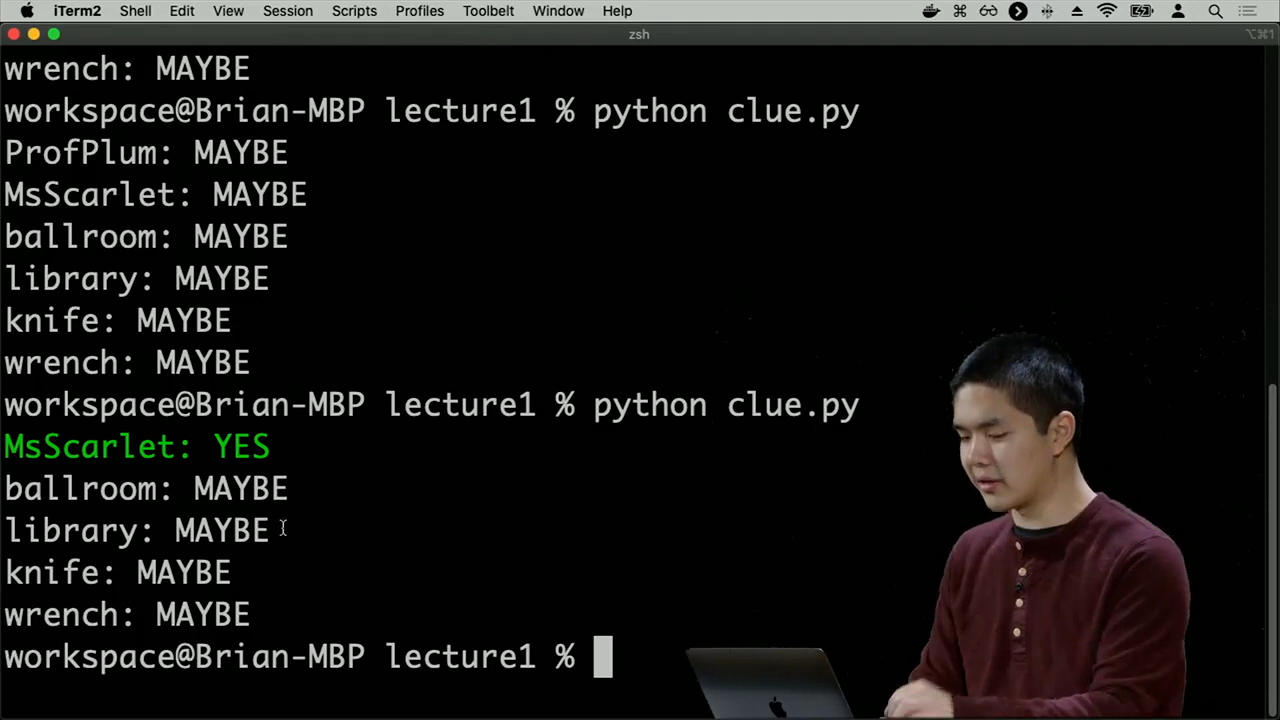 iTerm2 Shell Edit View Session Scripts Profiles Toolbelt Window Help
zsh
⌥⌘1
wrench: MAYBE
workspace@Brian-MBP lecture1 % python clue.py
ProfPlum: MAYBE
MsScarlet: MAYBE
ballroom: MAYBE
library: MAYBE
knife: MAYBE
wrench: MAYBE
workspace@Brian-MBP lecture1 % python clue.py
MsScarlet: YES
ballroom: MAYBE
library: MAYBE
knife: MAYBE
wrench: MAYBE
workspace@Brian-MBP lecture1 %